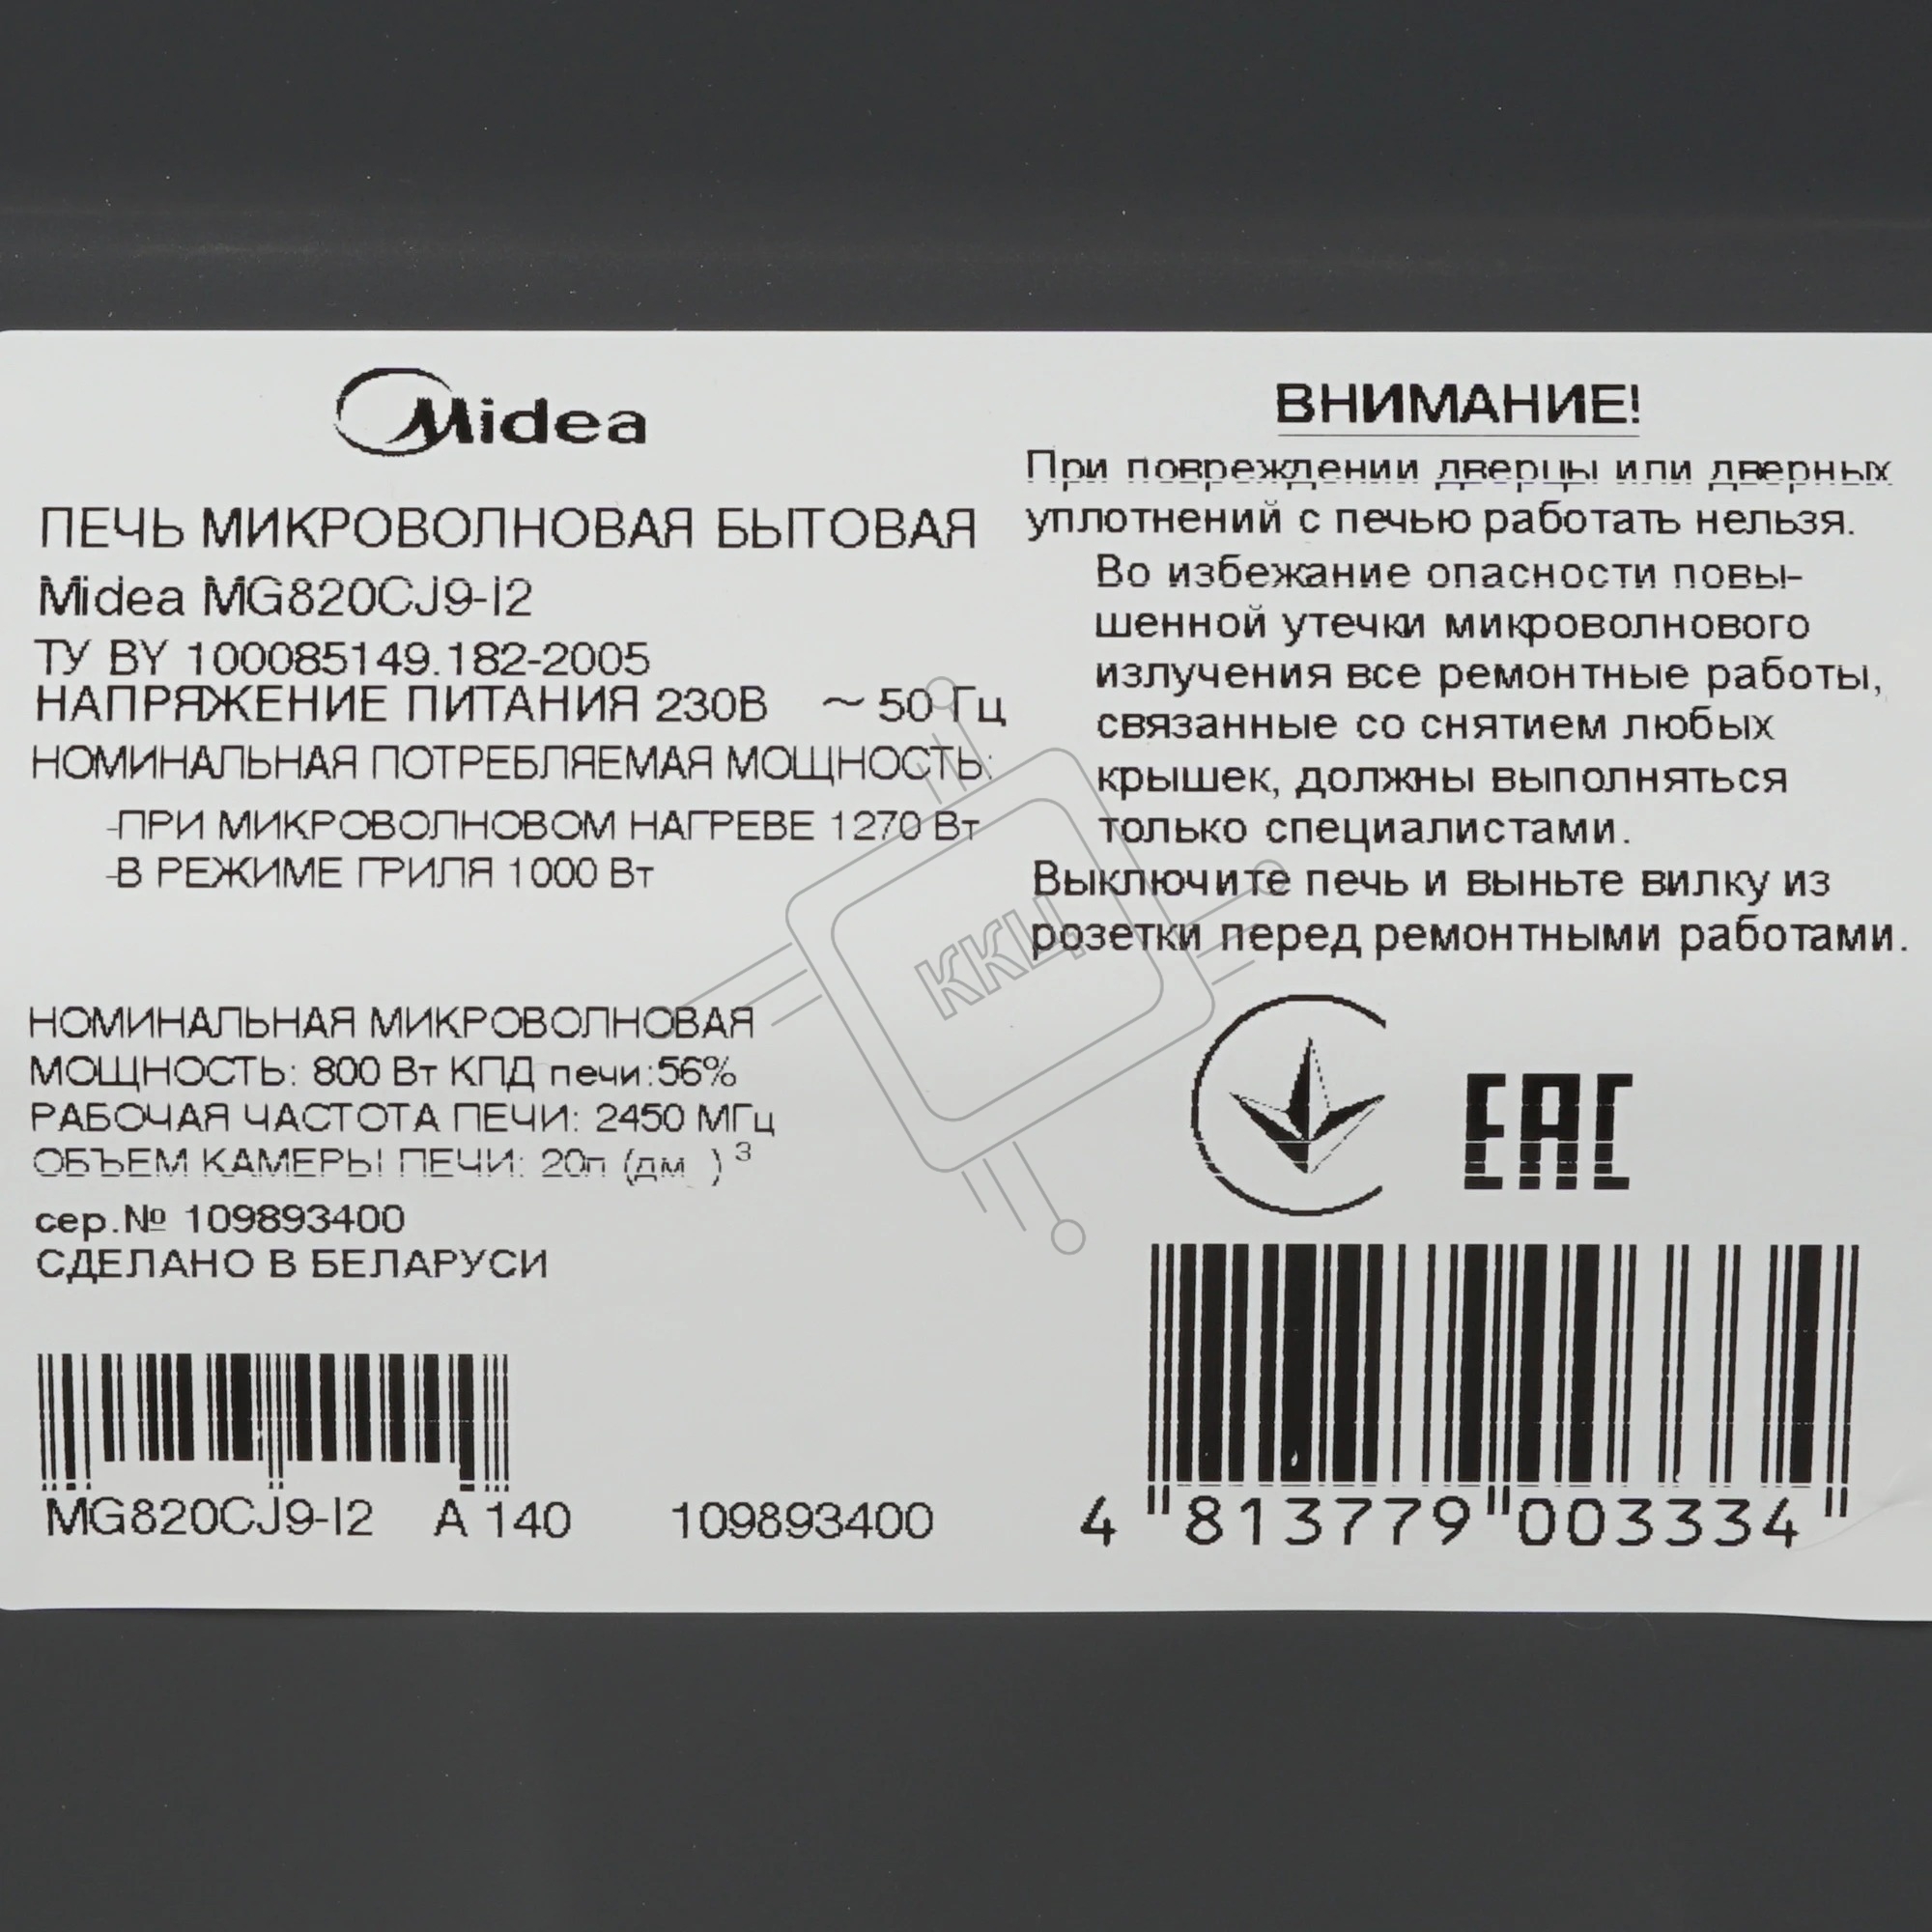 Midea
ПЕЧЬ МИКРОВОЛНОВАЯ БЫТОВАЯ
Midea MG820CJ9-I2
ТУ BY 100085149.182-2005
НАПРЯЖЕНИЕ ПИТАНИЯ 230В ~ 50 Гц
НОМИНАЛЬНАЯ ПОТРЕБЛЯЕМАЯ МОЩНОСТЬ:
-ПРИ МИКРОВОЛНОВОМ НАГРЕВЕ 1270 Вт
-В РЕЖИМЕ ГРИЛЯ 1000 Вт
НОМИНАЛЬНАЯ МИКРОВОЛНОВАЯ
МОЩНОСТЬ: 800 Вт КПД печи:56%
РАБОЧАЯ ЧАСТОТА ПЕЧИ: 2450 МГц
ОБЪЕМ КАМЕРЫ ПЕЧИ: 20л (дм )³
сер.№ 109893400
СДЕЛАНО В БЕЛАРУСИ
MG820CJ9-I2 A 140 109893400
ВНИМАНИЕ!
При повреждении дверцы или дверных
уплотнений с печью работать нельзя.
Во избежание опасности повы-
шенной утечки микроволнового
излучения все ремонтные работы,
связанные со снятием любых
крышек, должны выполняться
только специалистами.
Выключите печь и выньте вилку из
розетки перед ремонтными работами.
ККЦ
EAC
4 "813779"003334"